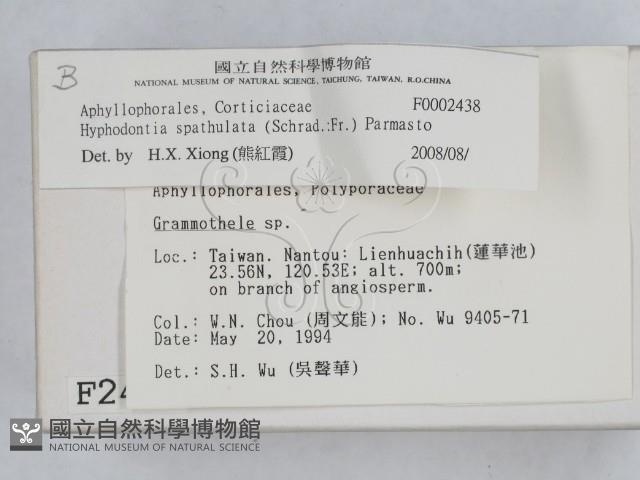 B
國立自然科學博物館
NATIONAL MUSEUM OF NATURAL SCIENCE, TAICHUNG, TAIWAN, R.O.CHINA
Aphyllophorales, Corticiaceae F0002438
Hyphodontia spathulata (Schrad.:Fr.) Parmasto
Det. by H.X. Xiong (熊紅霞) 2008/08/
Aphyllophorales, Polyporaceae
Grammothele sp.
Loc.: Taiwan. Nantou: Lienhuachih(蓮華池)
23.56N, 120.53E; alt. 700m;
on branch of angiosperm.
Col.: W.N. Chou (周文能); No. Wu 9405-71
Date: May 20, 1994
Det.: S.H. Wu (吳聲華)
F24
國立自然科學博物館
NATIONAL MUSEUM OF NATURAL SCIENCE